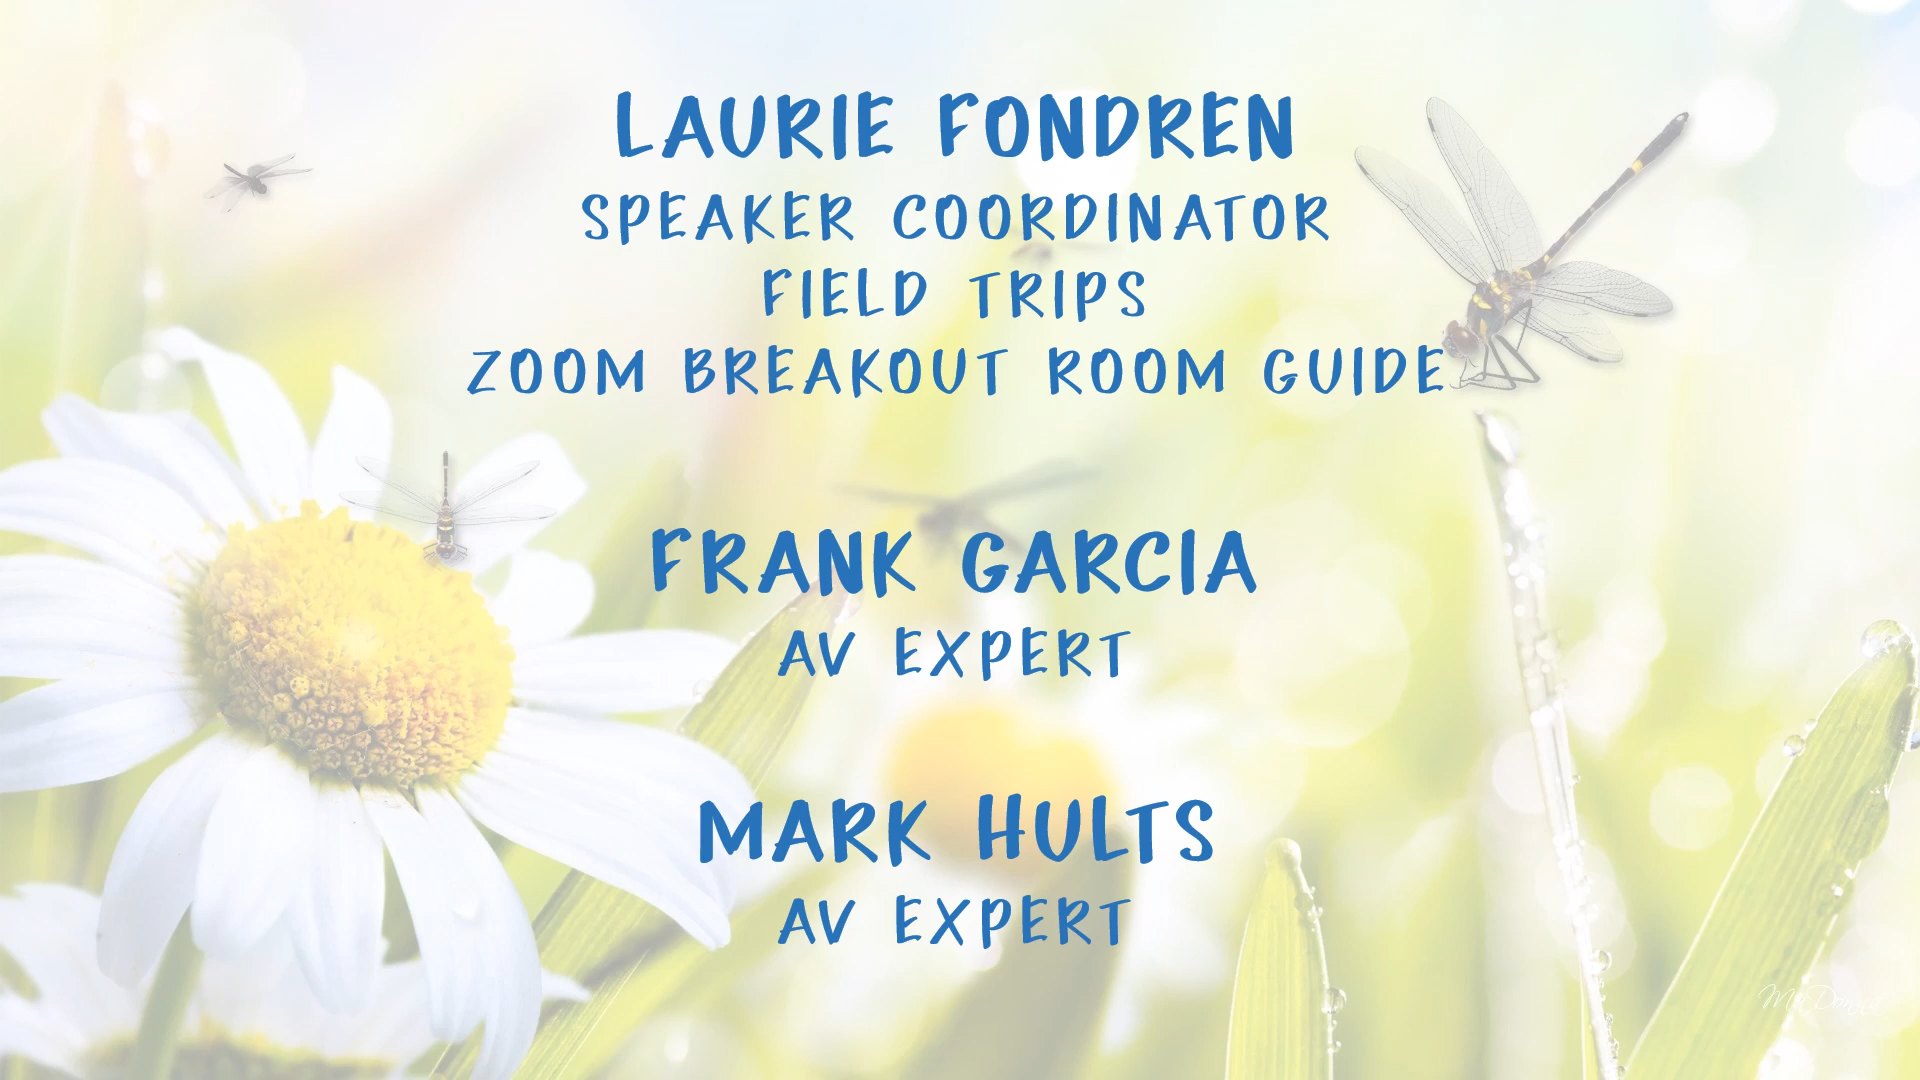 LAURIE FONDREN
SPEAKER COORDINATOR
FIELD TRIPS
ZOOM BREAKOUT ROOM GUIDE
FRANK GARCIA
AV EXPERT
MARK HULTS
AV EXPERT